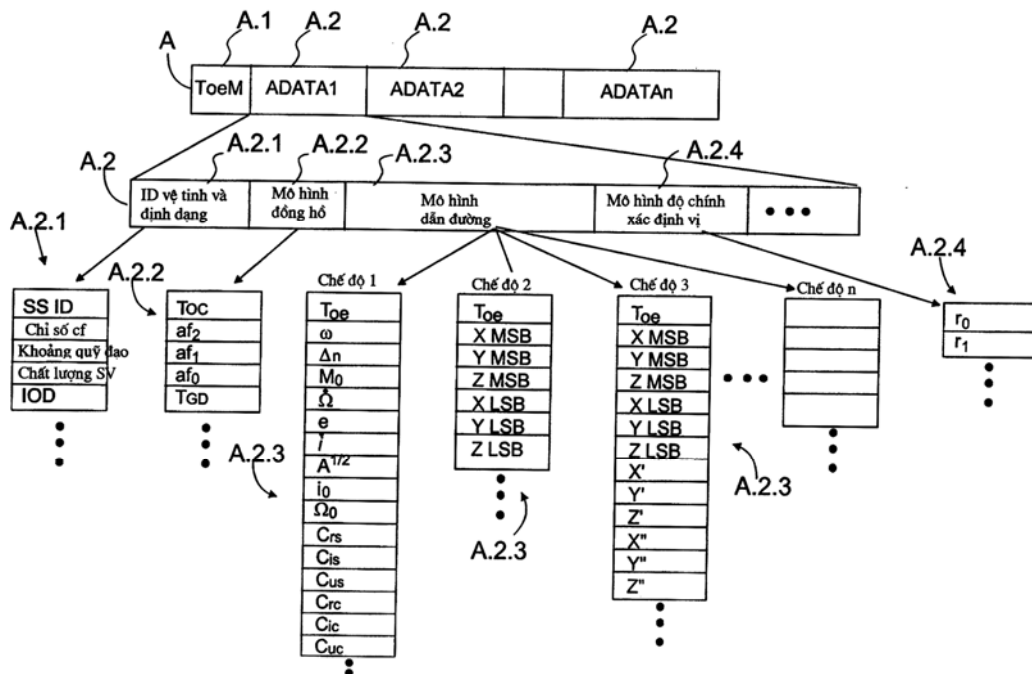 A.1
A.2
A.2
A.2
A
ToeM
ADATA1
ADATA2
ADATAn
A.2.1
A.2.2
A.2.3
A.2.4
A.2
ID vệ tinh và
định dạng
Mô hình
đồng hồ
Mô hình
dẫn đường
Mô hình độ chính
xác định vị
A.2.1
SS ID
Chỉ số cf
Khoảng quỹ đạo
Chất lượng SV
IOD
A.2.2
TOC
af2
af1
af0
TGD
Chế độ 1
Toe
ω
Δn
M0
Ω̇
e
i̇
A1/2
i0
Ω0
Crs
Cis
Cus
Crc
Cic
Cuc
A.2.3
Chế độ 2
Toe
X MSB
Y MSB
Z MSB
X LSB
Y LSB
Z LSB
A.2.3
Chế độ 3
Toe
X MSB
Y MSB
Z MSB
X LSB
Y LSB
Z LSB
X'
Y'
Z'
X"
Y"
Z"
A.2.3
Chế độ n
A.2.4
r0
r1